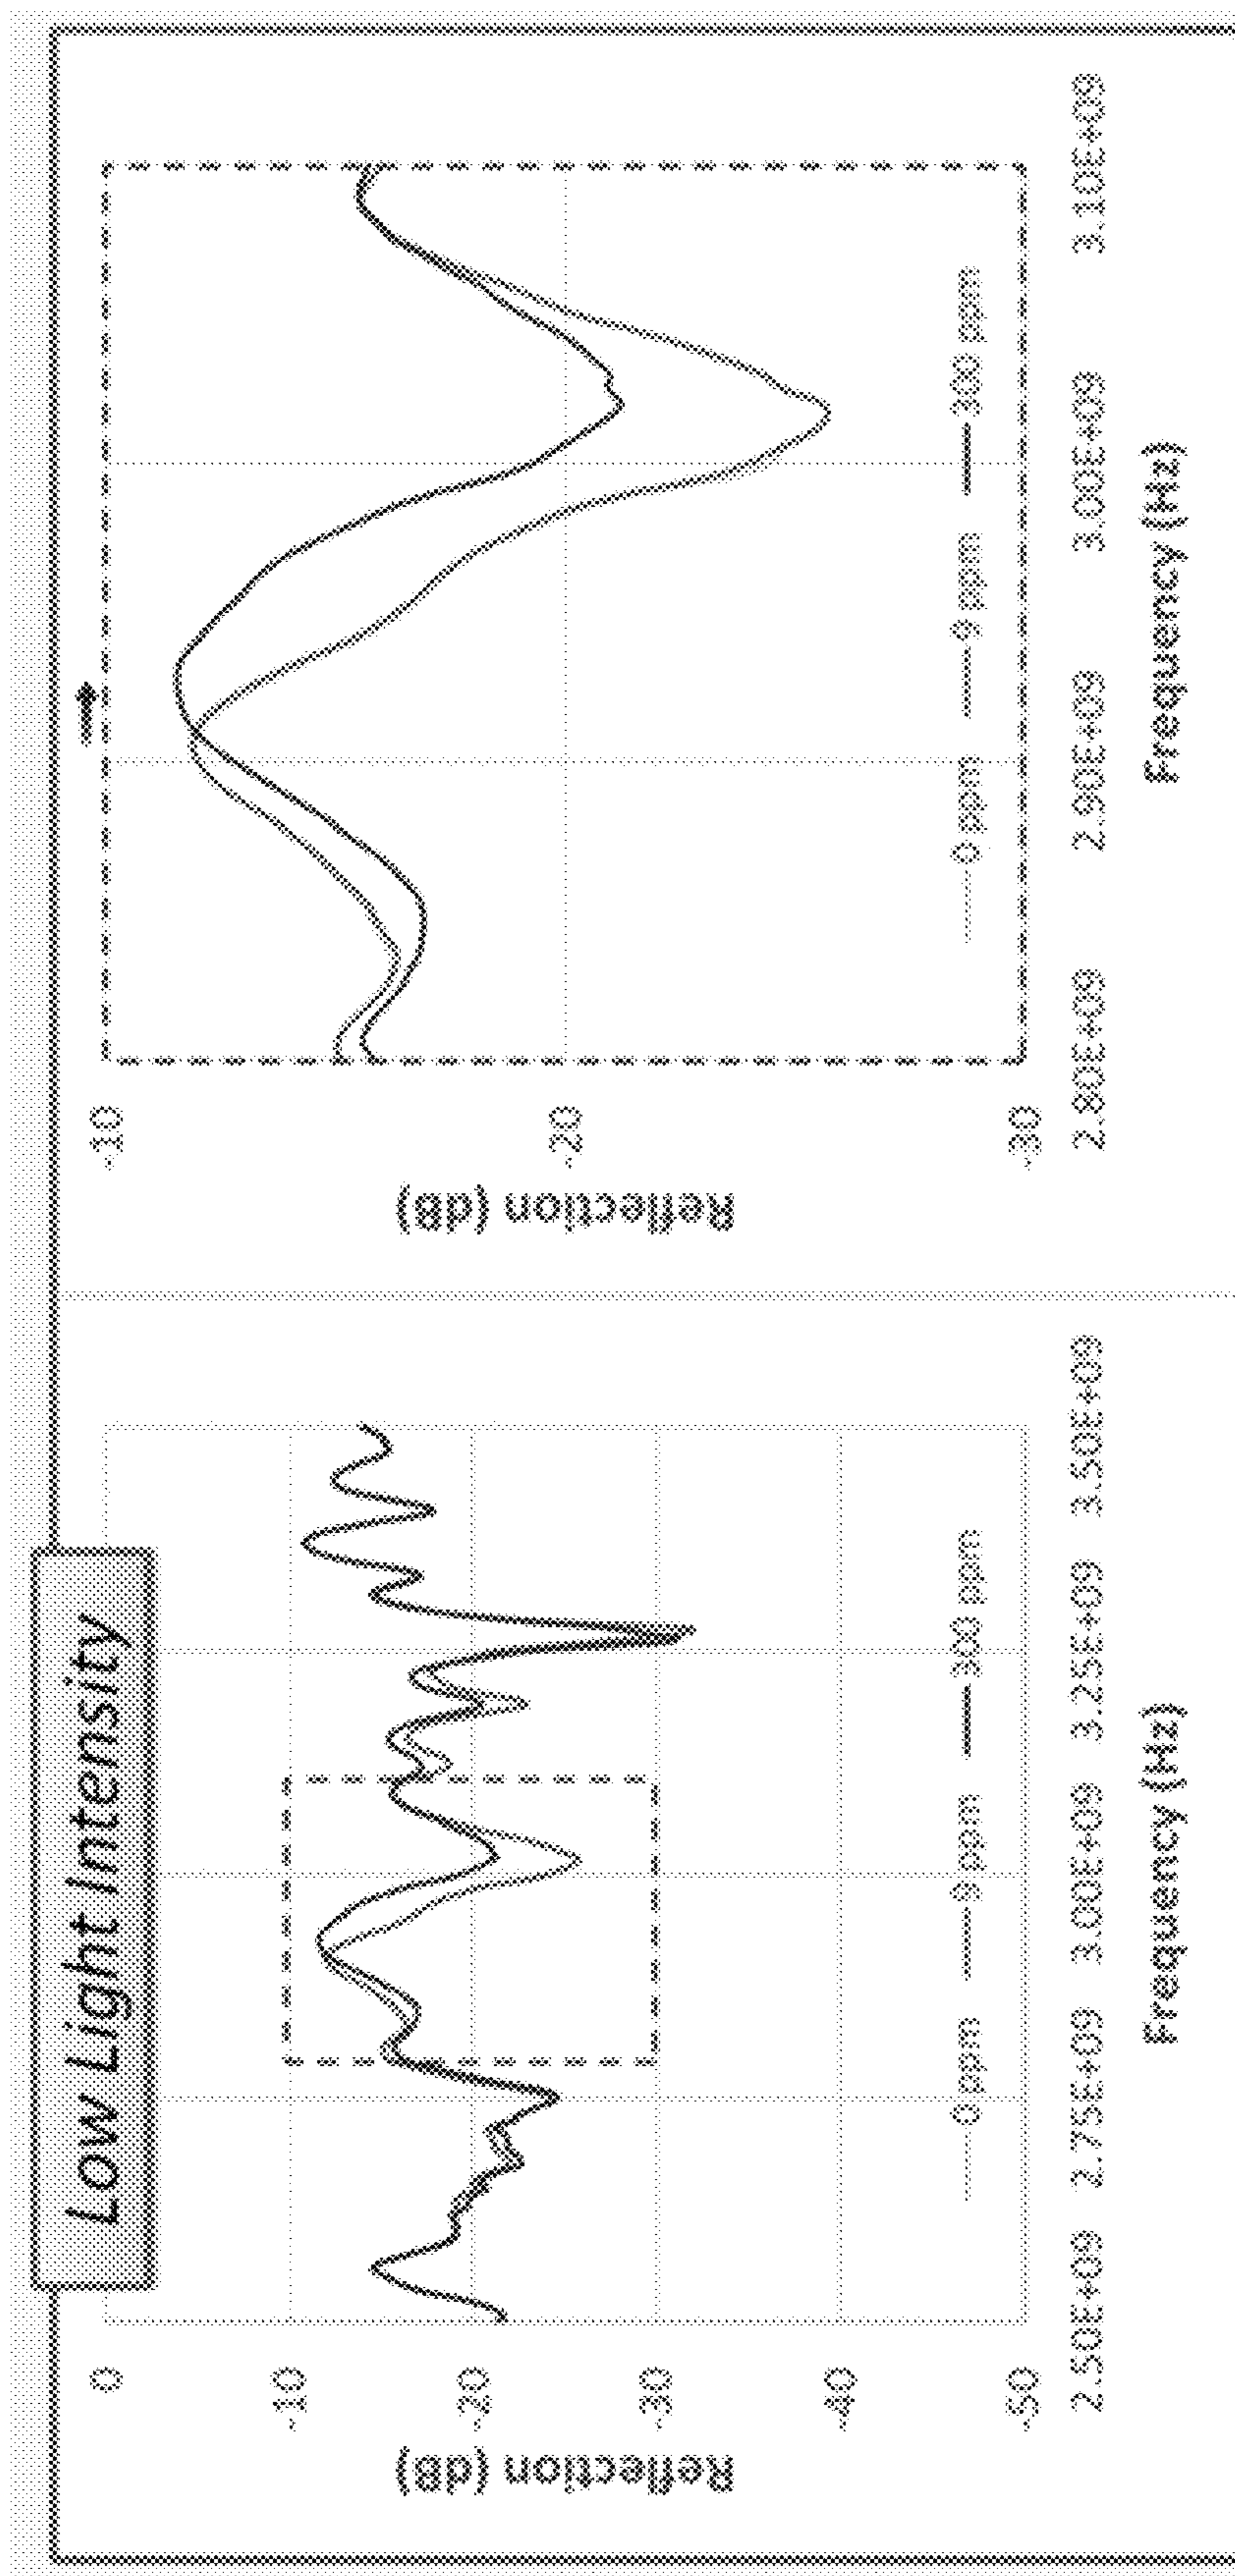 Low Light Intensity
Reflection (dB)
0
-10
-20
-30
-40
-50
0 ppm 9 ppm 300 ppm
2.50E+09 2.75E+09 3.00E+09 3.25E+09 3.50E+09
Frequency (Hz)
Reflection (dB)
-10
-20
-30
0 ppm 9 ppm 300 ppm
2.80E+09 2.90E+09 3.00E+09 3.10E+09
Frequency (Hz)